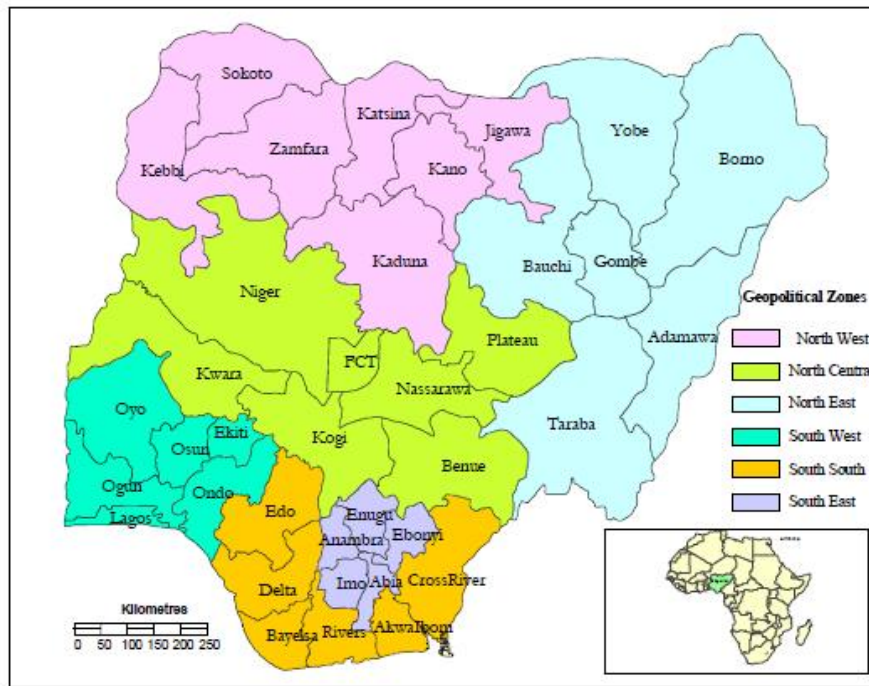 Sokoto
Katsina
Jigawa
Yobe
Borno
Zamfara
Kano
Kebbi
Kaduna
Bauchi
Gombe
Niger
Geopolitical Zones
North West
North Central
North East
South West
South South
South East
Adamawa
Plateau
FCT
Kwara
Nassarawa
Oyo
Taraba
Osun
Ekiti
Kogi
Benue
Ogun
Ondo
Lagos
Edo
Enugu
Anambra
Ebonyi
Delta
Imo
Abia
CrossRiver
Kilometres
0 50 100 150 200 250
Bayelsa
Rivers
AkwaIbom